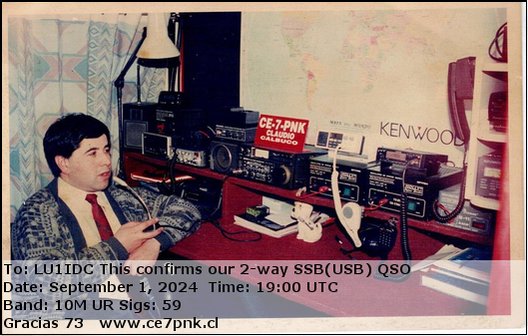 CE-7-PNK
CLAUDIO
CALBUCO
KENWOOD
To: LU1IDC This confirms our 2-way SSB(USB) QSO
Date: September 1, 2024 Time: 19:00 UTC
Band: 10M UR Sigs: 59
Gracias 73 www.ce7pnk.cl